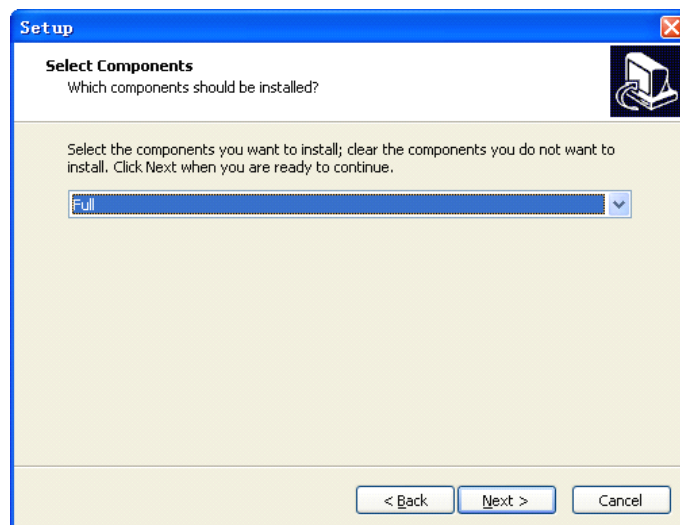 Setup
Select Components
Which components should be installed?
Select the components you want to install; clear the components you do not want to
install. Click Next when you are ready to continue.
Full
< Back
Next >
Cancel